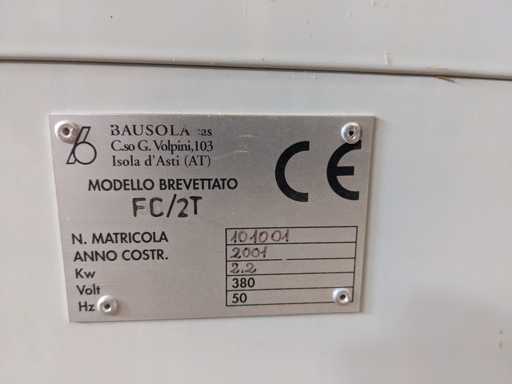 BAUSOLA sas
C.so G. Volpini,103
Isola d'Asti (AT)
CE
MODELLO BREVETTATO
FC/2T
N. MATRICOLA 101001
ANNO COSTR. 2001
Kw 2.2
Volt 380
Hz 50